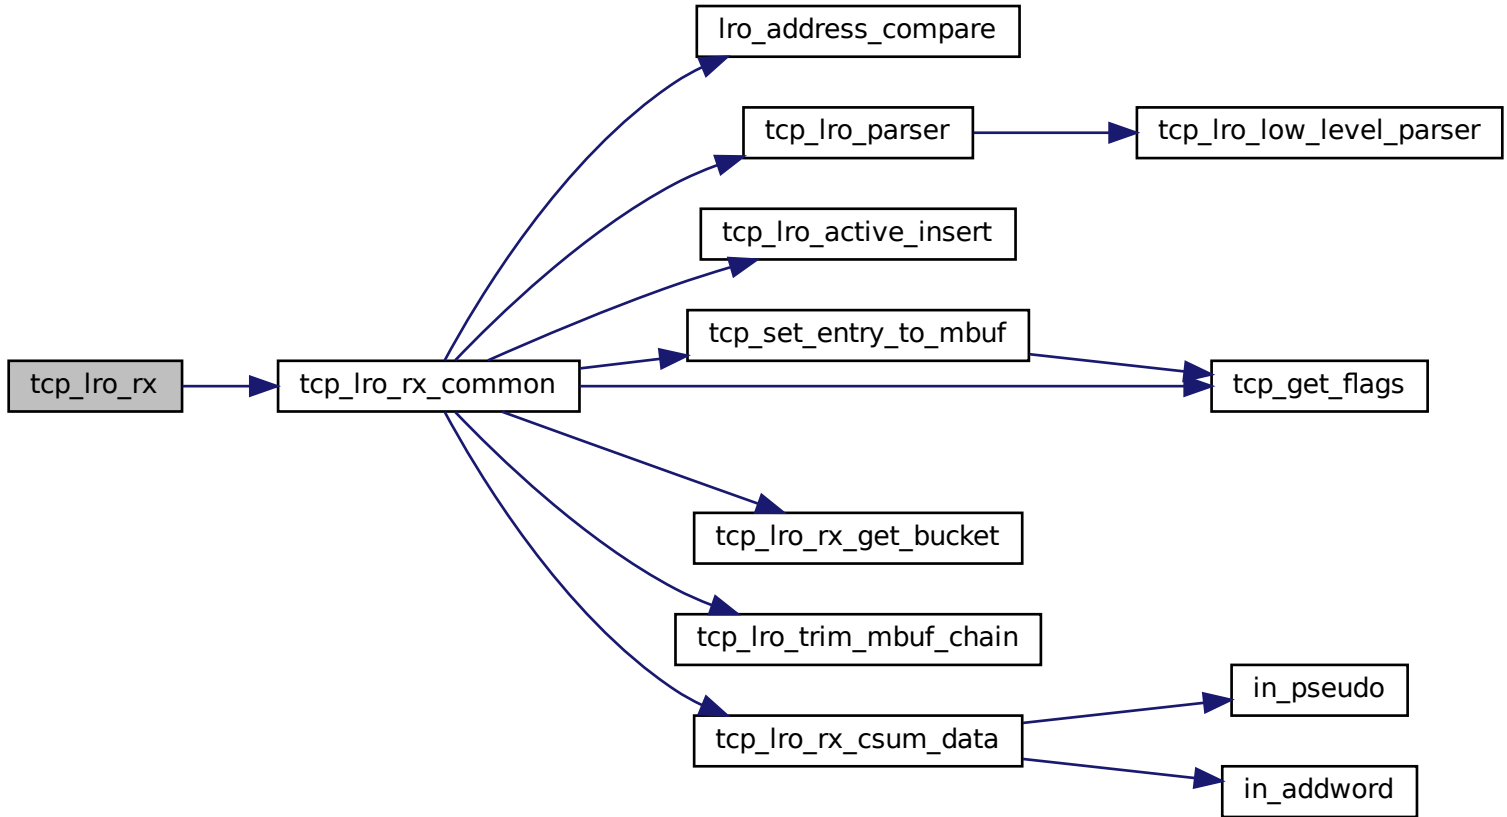 lro_address_compare
tcp_lro_parser
tcp_lro_low_level_parser
tcp_lro_active_insert
tcp_set_entry_to_mbuf
tcp_lro_rx
tcp_lro_rx_common
tcp_get_flags
tcp_lro_rx_get_bucket
tcp_lro_trim_mbuf_chain
in_pseudo
tcp_lro_rx_csum_data
in_addword